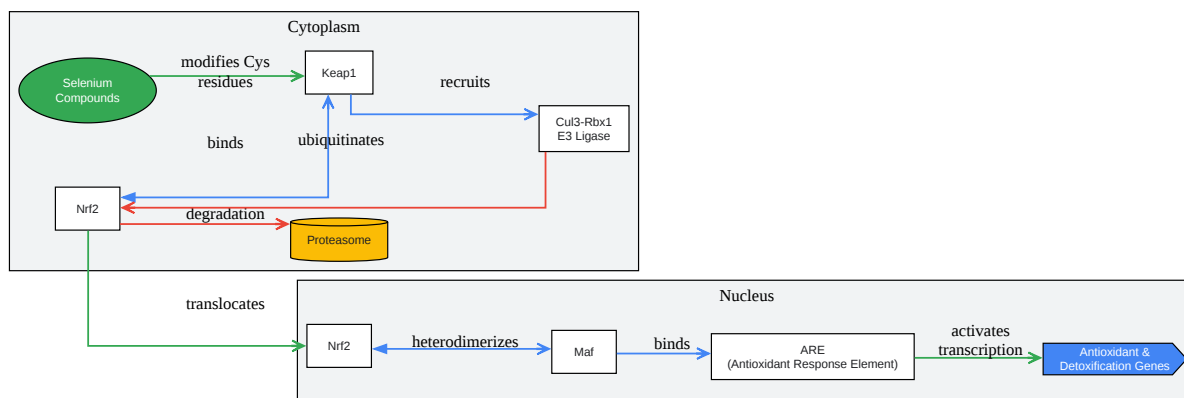 Cytoplasm
Selenium
Compounds
modifies Cys
residues
Keap1
recruits
Cul3-Rbx1
E3 Ligase
binds
ubiquitinates
Nrf2
degradation
Proteasome
translocates
Nucleus
Nrf2
heterodimerizes
Maf
binds
ARE
(Antioxidant Response Element)
activates
transcription
Antioxidant &
Detoxification Genes